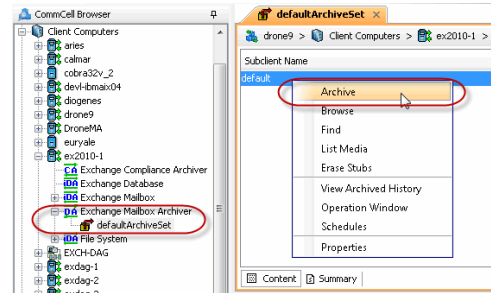 CommCell Browser
Client Computers
aries
calmar
cobra32v_2
devl-ibmaix04
diogenes
drone9
DroneMA
euryale
ex2010-1
CA Exchange Compliance Archiver
iDA Exchange Database
iDA Exchange Mailbox
DA Exchange Mailbox Archiver
defaultArchiveSet
iDA File System
EXCH-DAG
exdag-1
exdag-2
defaultArchiveSet ×
drone9 > Client Computers > ex2010-1 >
Subclient Name
default
Archive
Browse
Find
List Media
Erase Stubs
View Archived History
Operation Window
Schedules
Properties
Content Summary